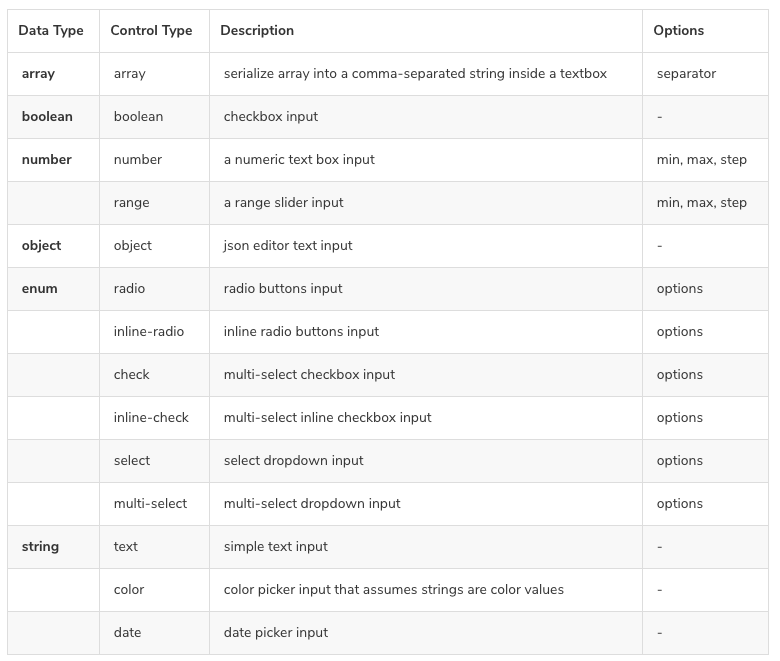 Data Type Control Type Description Options
array array serialize array into a comma-separated string inside a textbox separator
boolean boolean checkbox input -
number number a numeric text box input min, max, step
range a range slider input min, max, step
object object json editor text input -
enum radio radio buttons input options
inline-radio inline radio buttons input options
check multi-select checkbox input options
inline-check multi-select inline checkbox input options
select select dropdown input options
multi-select multi-select dropdown input options
string text simple text input -
color color picker input that assumes strings are color values -
date date picker input -